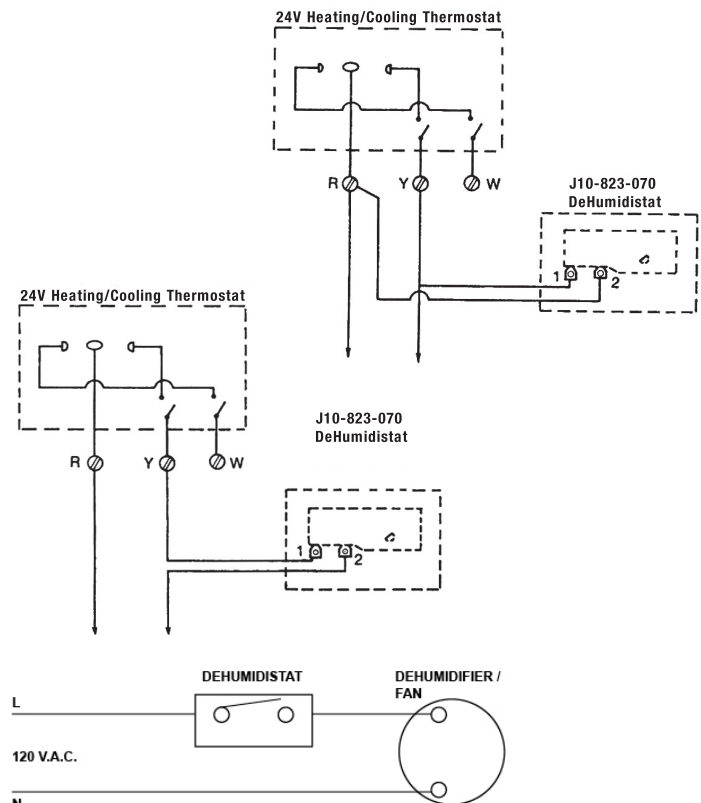 24V Heating/Cooling Thermostat
R
Y
W
J10-823-070
DeHumidistat
1
2
24V Heating/Cooling Thermostat
R
Y
W
J10-823-070
DeHumidistat
1
2
DEHUMIDISTAT
DEHUMIDIFIER /
FAN
L
120 V.A.C.
N